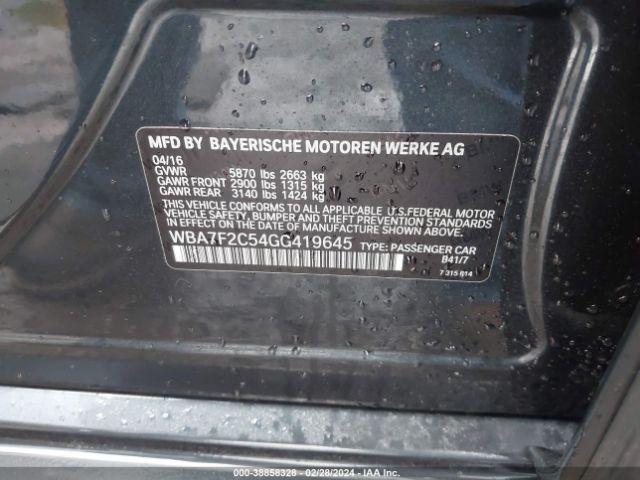 MFD BY BAYERISCHE MOTOREN WERKE AG
04/16
GVWR 5870 lbs 2663 kg
GAWR FRONT 2900 lbs 1315 kg
GAWR REAR 3140 lbs 1424 kg
THIS VEHICLE CONFORMS TO ALL APPLICABLE U.S.FEDERAL MOTOR
VEHICLE SAFETY, BUMPER, AND THEFT PREVENTION STANDARDS
IN EFFECT ON THE DATE OF MANUFACTURE SHOWN ABOVE.
WBA7F2C54GG419645 TYPE: PASSENGER CAR
B41/7
7 315 814
000-38858328 - 02/28/2024 - IAA Inc.